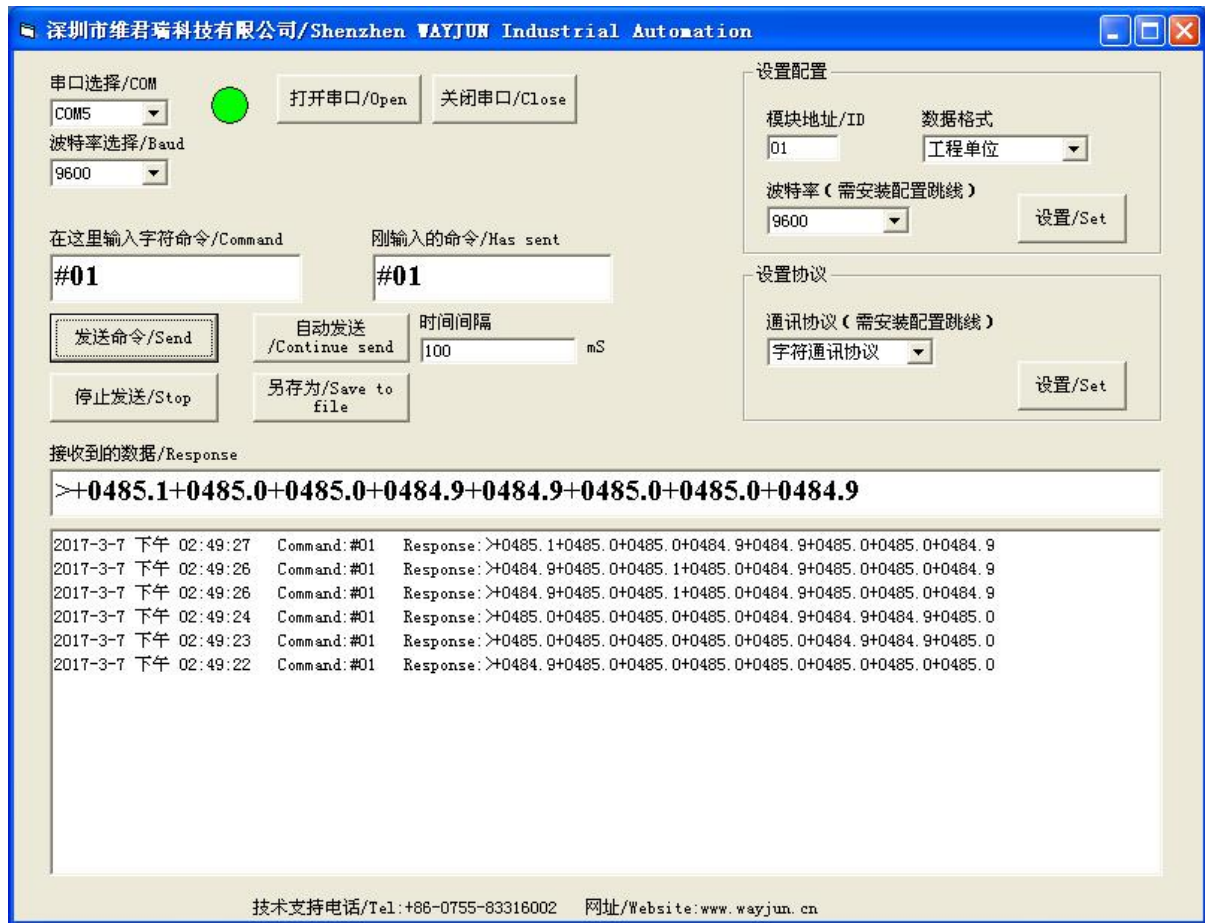 深圳市维君瑞科技有限公司/Shenzhen WAYJUN Industrial Automation
串口选择/COM
COM5
打开串口/Open
关闭串口/Close
波特率选择/Baud
9600
设置配置
模块地址/ID
数据格式
01
工程单位
波特率(需安装配置跳线)
9600
设置/Set
在这里输入字符命令/Command
刚输入的命令/Has sent
#01
#01
发送命令/Send
自动发送
/Continue send
时间间隔
100
mS
停止发送/Stop
另存为/Save to
file
设置协议
通讯协议(需安装配置跳线)
字符通讯协议
设置/Set
接收到的数据/Response
>+0485.1+0485.0+0485.0+0484.9+0484.9+0485.0+0485.0+0484.9
2017-3-7 下午 02:49:27 Command:#01 Response:>+0485.1+0485.0+0485.0+0484.9+0484.9+0485.0+0485.0+0484.9
2017-3-7 下午 02:49:26 Command:#01 Response:>+0484.9+0485.0+0485.1+0485.0+0484.9+0485.0+0485.0+0484.9
2017-3-7 下午 02:49:26 Command:#01 Response:>+0484.9+0485.0+0485.1+0485.0+0484.9+0485.0+0485.0+0484.9
2017-3-7 下午 02:49:24 Command:#01 Response:>+0485.0+0485.0+0485.0+0485.0+0484.9+0484.9+0484.9+0485.0
2017-3-7 下午 02:49:23 Command:#01 Response:>+0485.0+0485.0+0485.0+0485.0+0485.0+0484.9+0484.9+0485.0
2017-3-7 下午 02:49:22 Command:#01 Response:>+0484.9+0485.0+0485.0+0485.0+0485.0+0485.0+0485.0+0485.0
技术支持电话/Tel:+86-0755-83316002 网址/Website:www.wayjun.cn